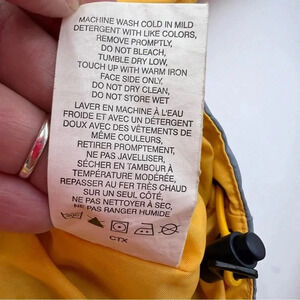 MACHINE WASH COLD IN MILD
DETERGENT WITH LIKE COLORS,
REMOVE PROMPTLY,
DO NOT BLEACH,
TUMBLE DRY LOW,
TOUCH UP WITH WARM IRON
FACE SIDE ONLY,
DO NOT DRY CLEAN,
DO NOT STORE WET
LAVER EN MACHINE À L'EAU
FROIDE ET AVEC UN DÉTERGENT
DOUX AVEC DES VÊTEMENTS DE
MÊME COULEURS,
RETIRER PROMPTEMENT,
NE PAS JAVELLISER,
SÉCHER EN TAMBOUR À
TEMPÉRATURE MODÉRÉE,
REPASSER AU FER TRÈS CHAUD
SUR UN SEUL CÔTÉ,
NE PAS NETTOYER À SEC,
NE PAS RANGER HUMIDE
CTX